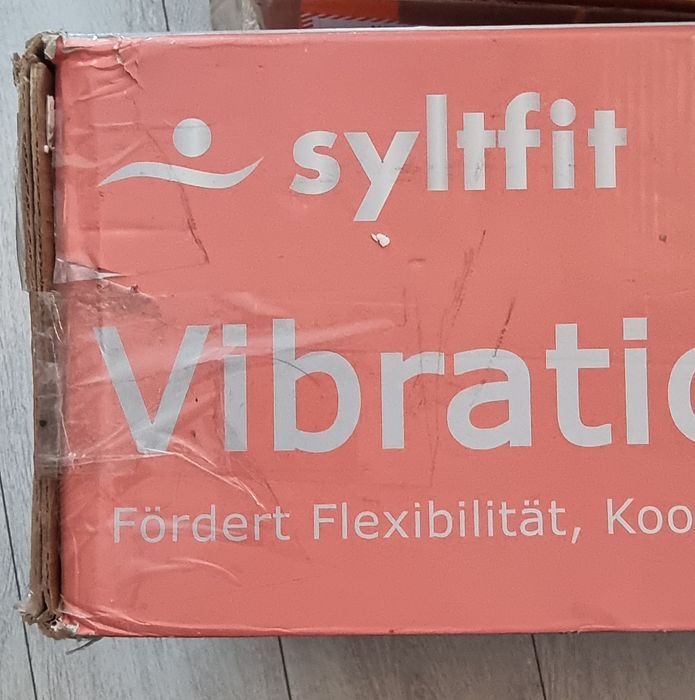 syltfit
Vibratio
Fördert Flexibilität, Koo